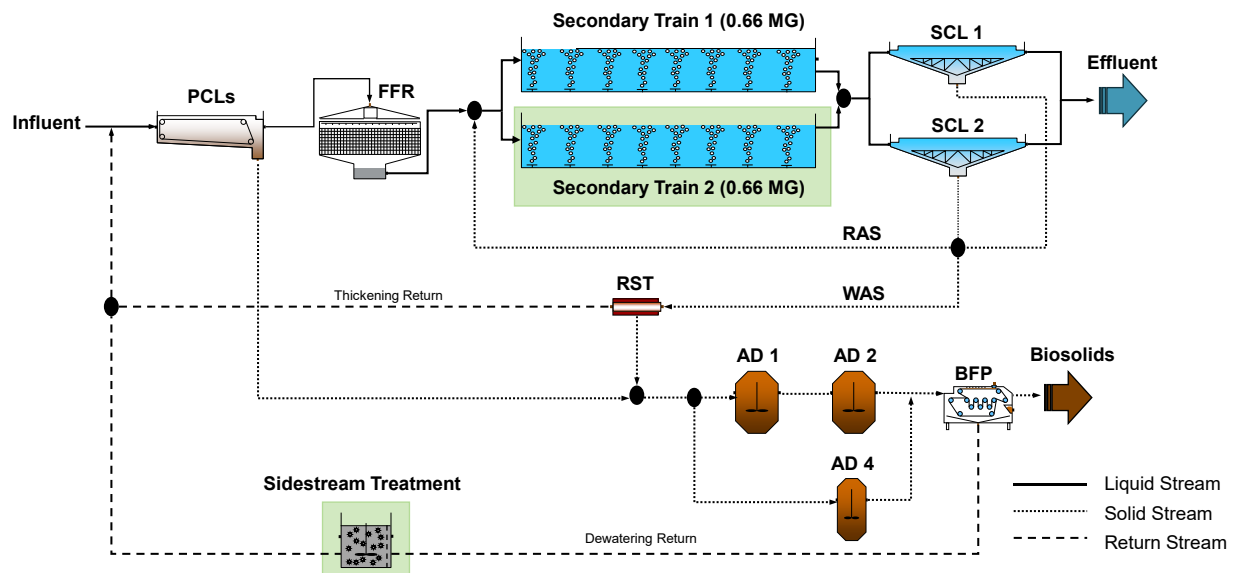 Secondary Train 1 (0.66 MG)
SCL 1
Effluent
PCLs
FFR
Influent
SCL 2
Secondary Train 2 (0.66 MG)
RAS
RST
WAS
Thickening Return
AD 1
AD 2
BFP
Biosolids
AD 4
Sidestream Treatment
Liquid Stream
Solid Stream
Dewatering Return
Return Stream